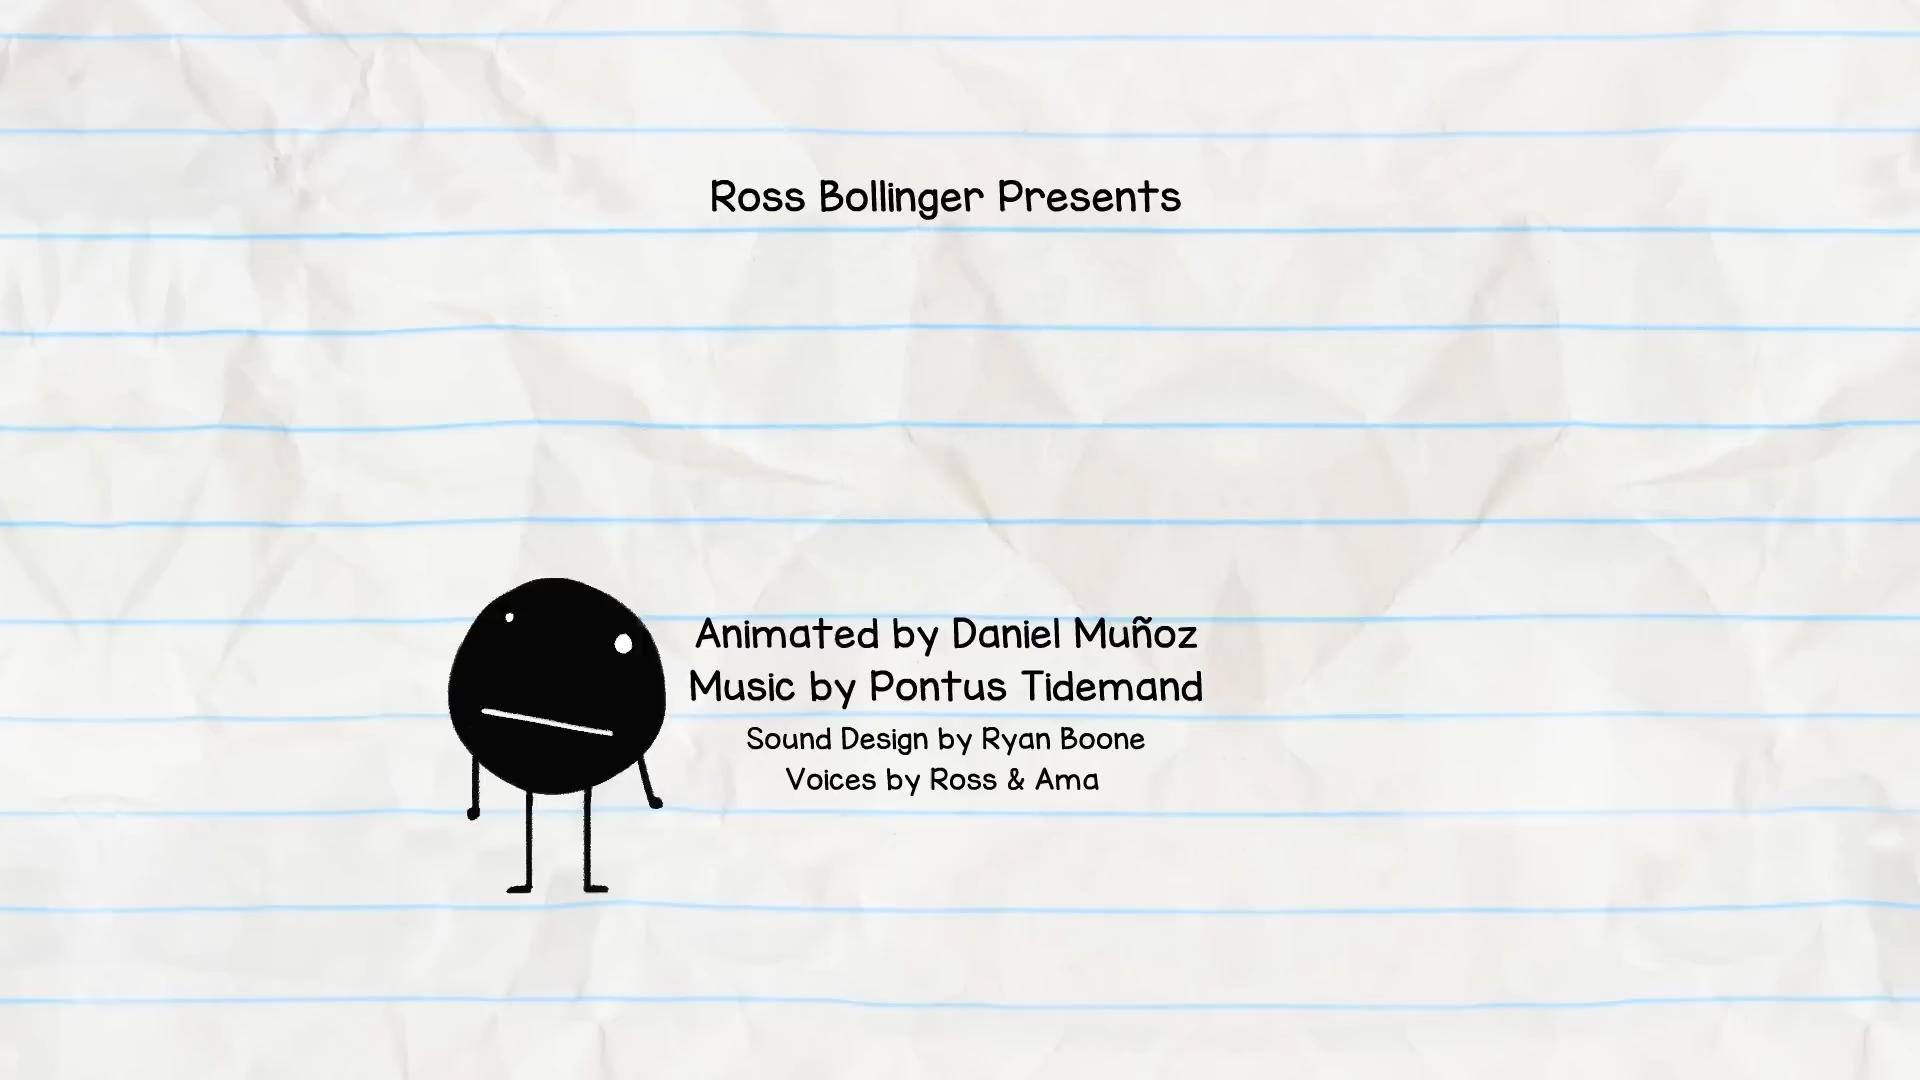 Ross Bollinger Presents
Animated by Daniel Muñoz
Music by Pontus Tidemand
Sound Design by Ryan Boone
Voices by Ross & Ama